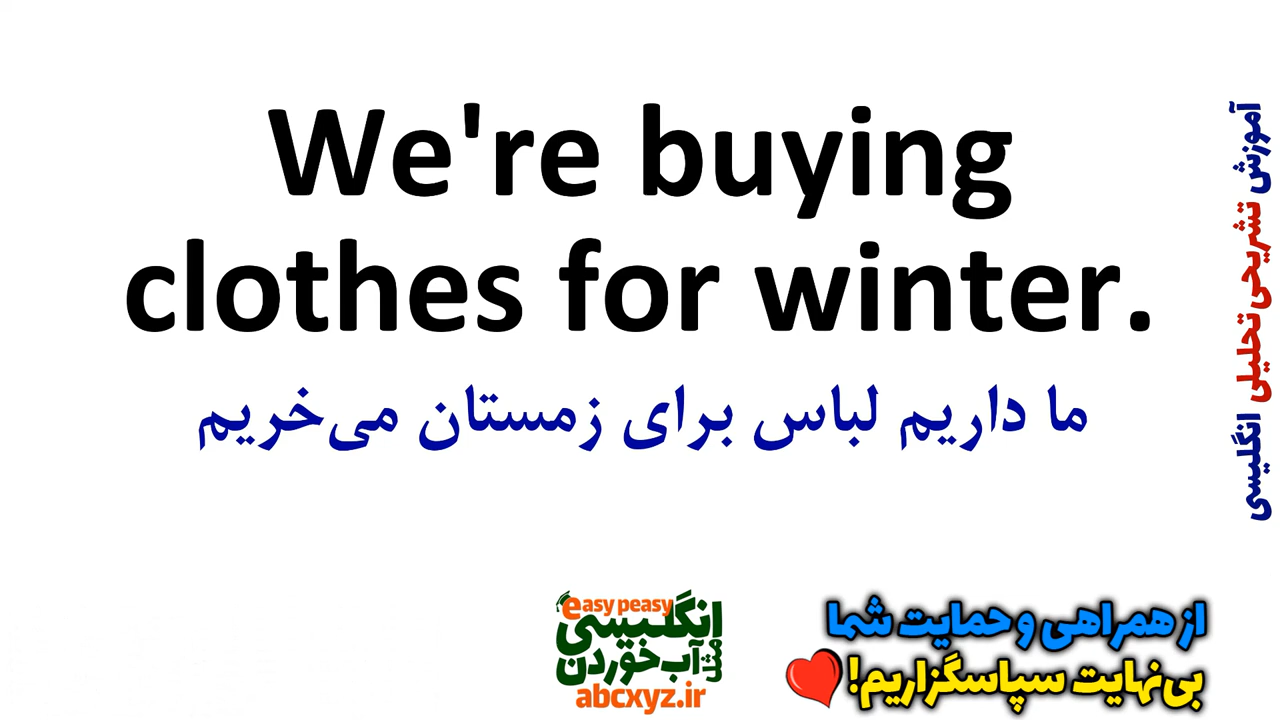 We're buying
clothes for winter.
ما داریم لباس برای زمستان می‌خریم
آموزش تشریحی تحلیلی انگلیسی
easy peasy
انگلیسی
مثل آب خوردن
abcxyz.ir
از همراهی و حمایت شما
بی‌نهایت سپاسگزاریم!